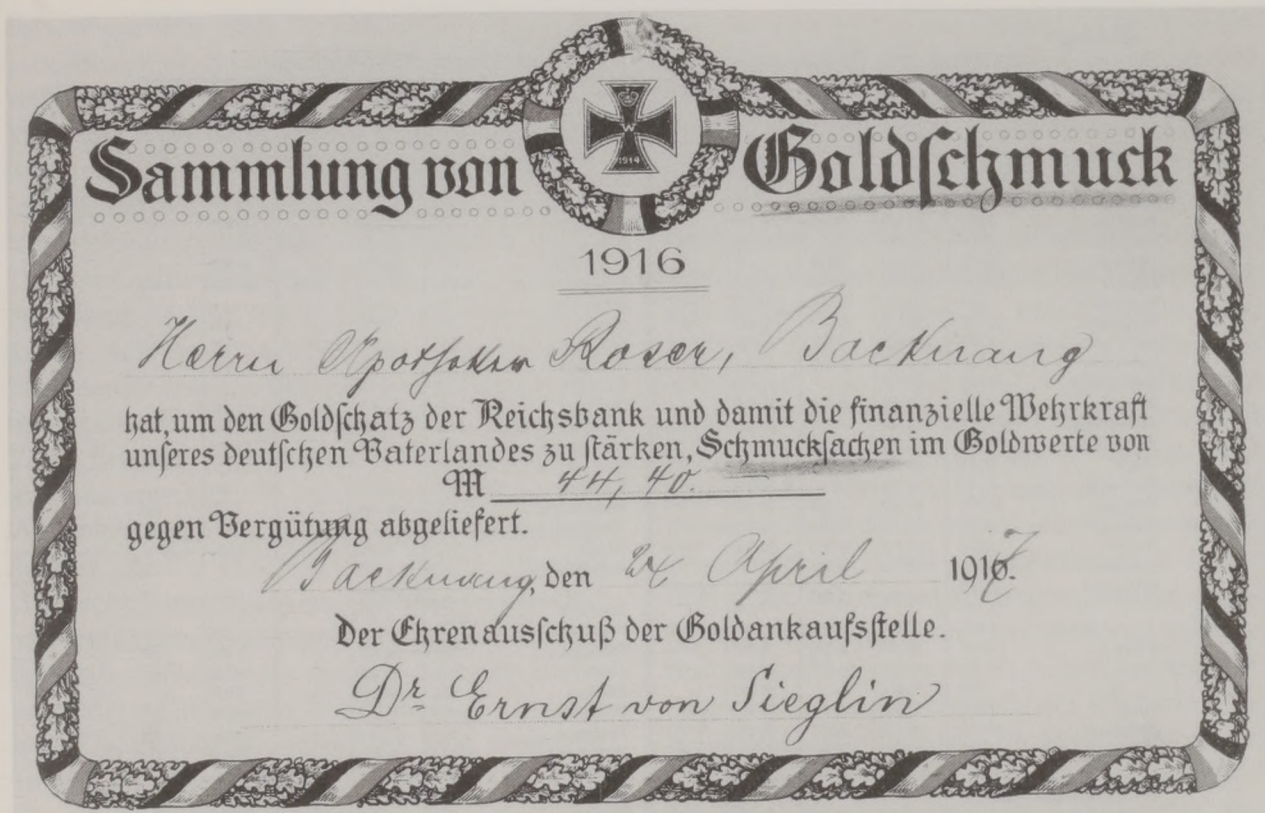 Sammlung von Goldschmuck
W
1914
1916
Herrn Apotheker Roser, Backnang
hat, um den Goldschatz der Reichsbank und damit die finanzielle Wehrkraft
unseres deutschen Vaterlandes zu stärken, Schmucksachen im Goldwerte von
M 44,40.
gegen Vergütung abgeliefert.
Backnang, den 24 April 1917.
Der Ehrenausschuß der Goldankaufsstelle.
Dr. Ernst von Sieglin